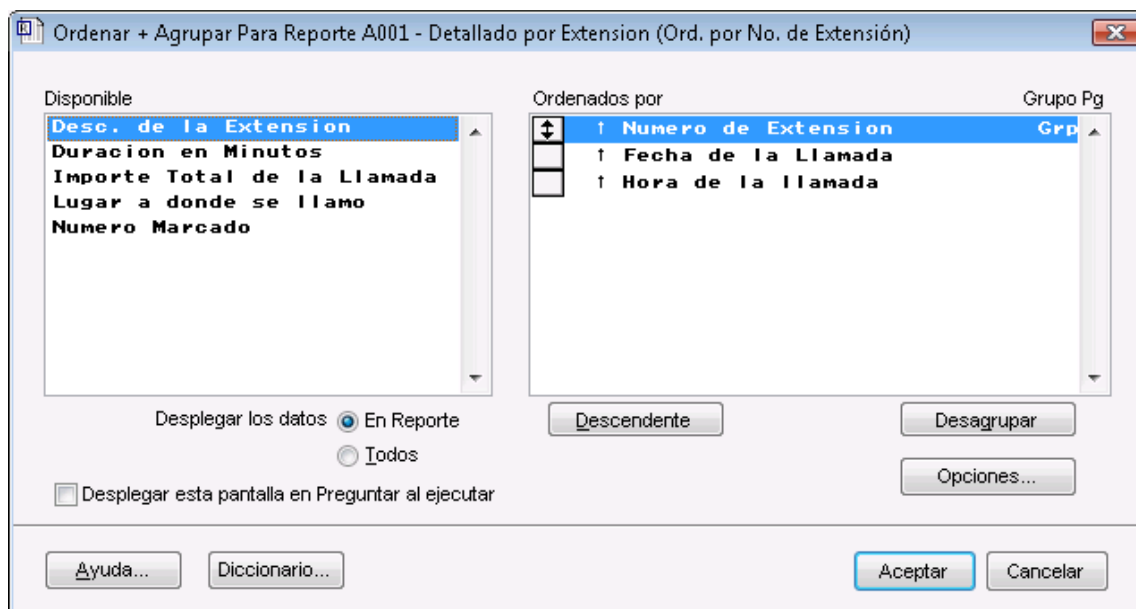 Ordenar + Agrupar Para Reporte A001 - Detallado por Extension (Ord. por No. de Extensión)
Disponible
Desc. de la Extension
Duracion en Minutos
Importe Total de la Llamada
Lugar a donde se llamo
Numero Marcado
Ordenados por Grupo Pg
↑ Numero de Extension Grp
↑ Fecha de la Llamada
↑ Hora de la llamada
Desplegar los datos En Reporte
Todos
Desplegar esta pantalla en Preguntar al ejecutar
Descendente Desagrupar
Opciones...
Ayuda... Diccionario... Aceptar Cancelar